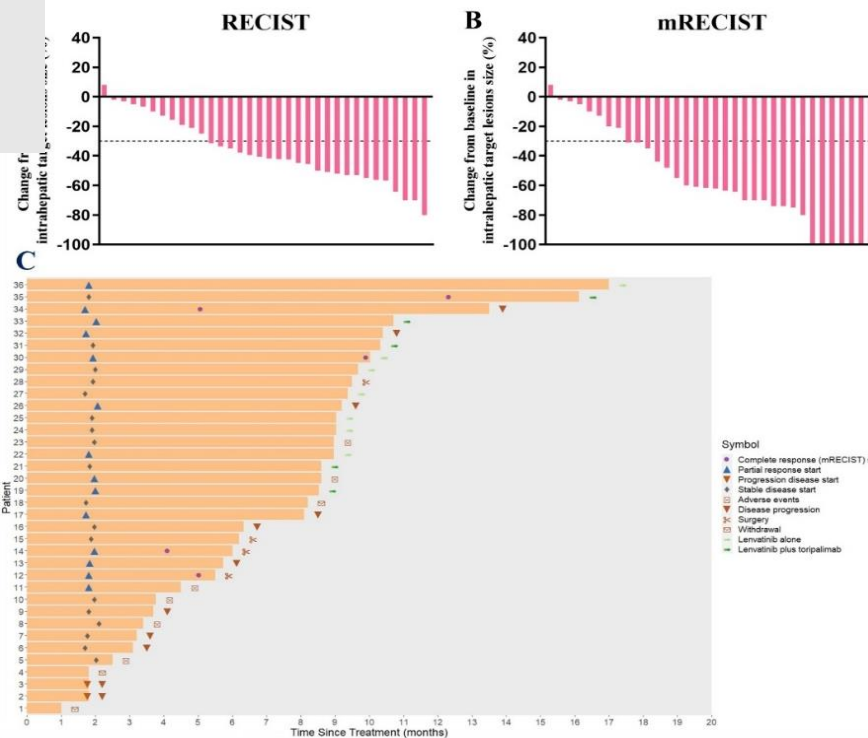 RECIST
B
mRECIST
40
20
0
-20
-40
-60
-80
-100
intrahepatic target lesions size (%)
40
20
0
-20
-40
-60
-80
-100
Change from baseline in
intrahepatic target lesions size (%)
C
36
35
34
33
32
31
30
29
28
27
26
25
24
23
22
21
20
19
18
17
16
15
14
13
12
11
10
9
8
7
6
5
4
3
2
1
Patient
0 1 2 3 4 5 6 7 8 9 10 11 12 13 14 15 16 17 18 19 20
Time Since Treatment (months)
Symbol
Complete response (mRECIST)
Partial response start
Progression disease start
Stable disease start
Adverse events
Disease progression
Surgery
Withdrawal
Lenvatinib alone
Lenvatinib plus toripalimab